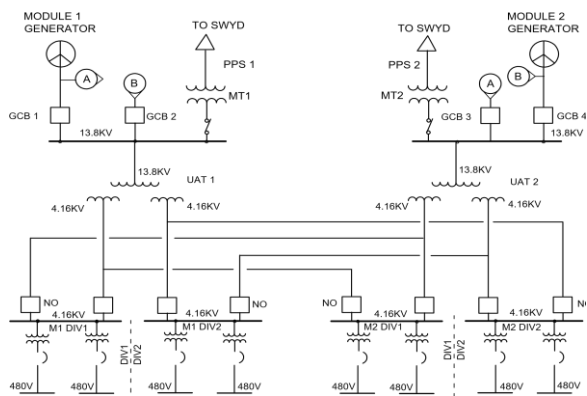 MODULE 1
GENERATOR
TO SWYD
PPS 1
MT1
A
B
GCB 1
GCB 2
13.8KV
TO SWYD
PPS 2
MT2
MODULE 2
GENERATOR
A
B
GCB 3
GCB 4
13.8KV
13.8KV
UAT 1
4.16KV
4.16KV
13.8KV
UAT 2
4.16KV
4.16KV
NO
NO
NO
NO
4.16KV
4.16KV
4.16KV
4.16KV
M1 DIV1
M1 DIV2
M2 DIV1
M2 DIV2
DIV1
DIV2
DIV1
DIV2
480V
480V
480V
480V
480V
480V
480V
480V